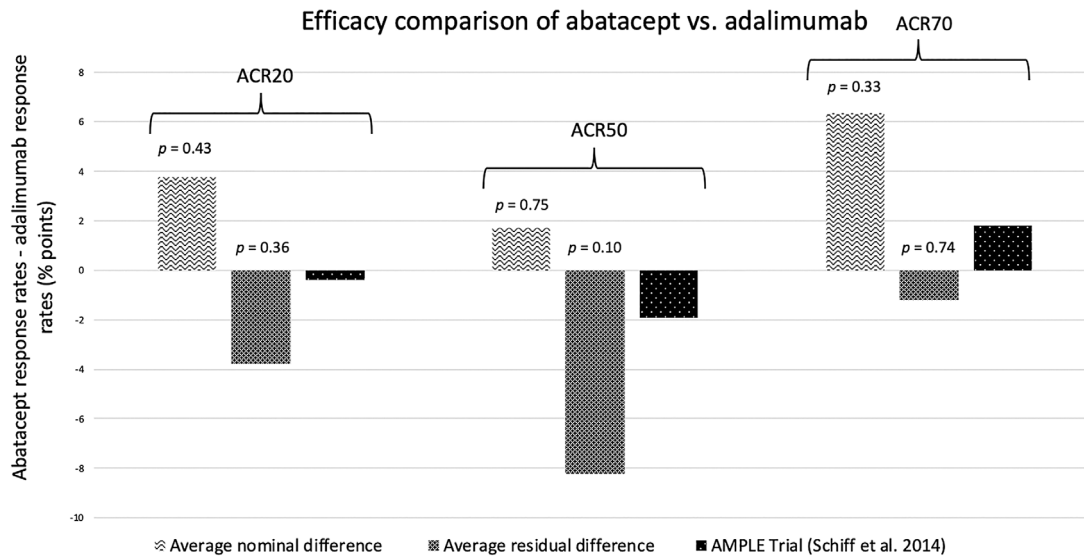 Efficacy comparison of abatacept vs. adalimumab
ACR70
ACR20
ACR50
p = 0.33
p = 0.43
p = 0.75
p = 0.36
p = 0.10
p = 0.74
Abatacept response rates - adalimumab response
rates (% points)
8
6
4
2
0
-2
-4
-6
-8
-10
Average nominal difference
Average residual difference
AMPLE Trial (Schiff et al. 2014)